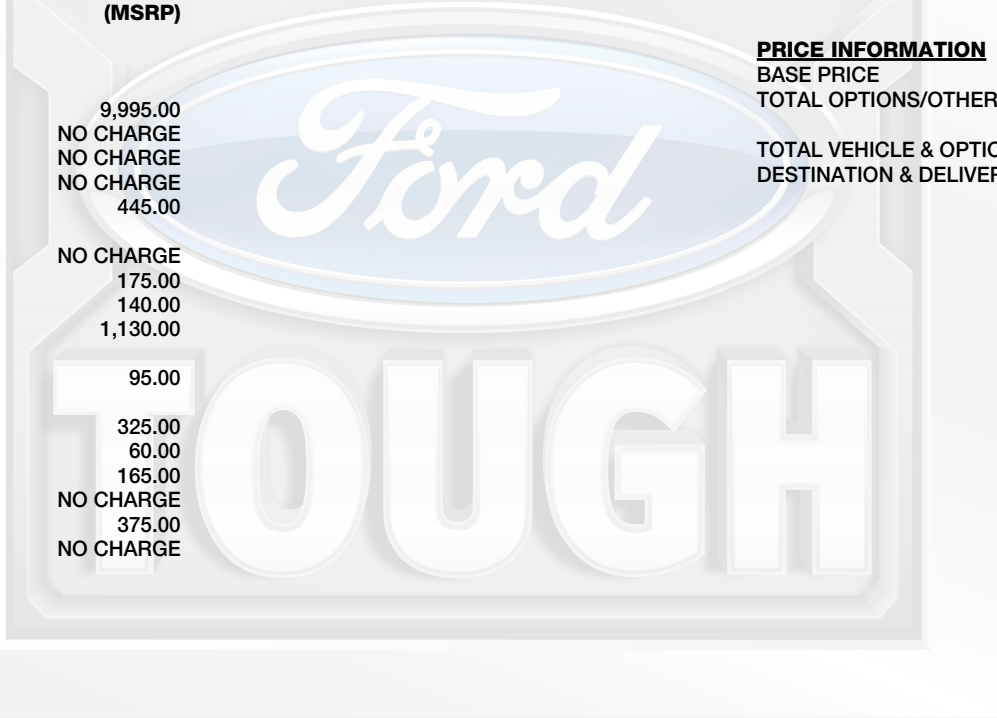 (MSRP)
9,995.00
NO CHARGE
NO CHARGE
NO CHARGE
445.00
NO CHARGE
175.00
140.00
1,130.00
95.00
325.00
60.00
165.00
NO CHARGE
375.00
NO CHARGE
PRICE INFORMATION
BASE PRICE
TOTAL OPTIONS/OTHER
TOTAL VEHICLE & OPTIO
DESTINATION & DELIVER
Ford
TOUGH